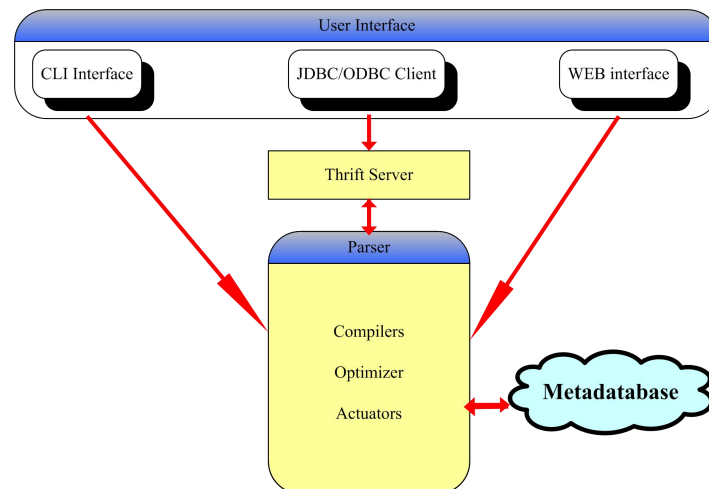 User Interface
CLI Interface
JDBC/ODBC Client
WEB interface
Thrift Server
Parser
Compilers
Optimizer
Actuators
Metadatabase